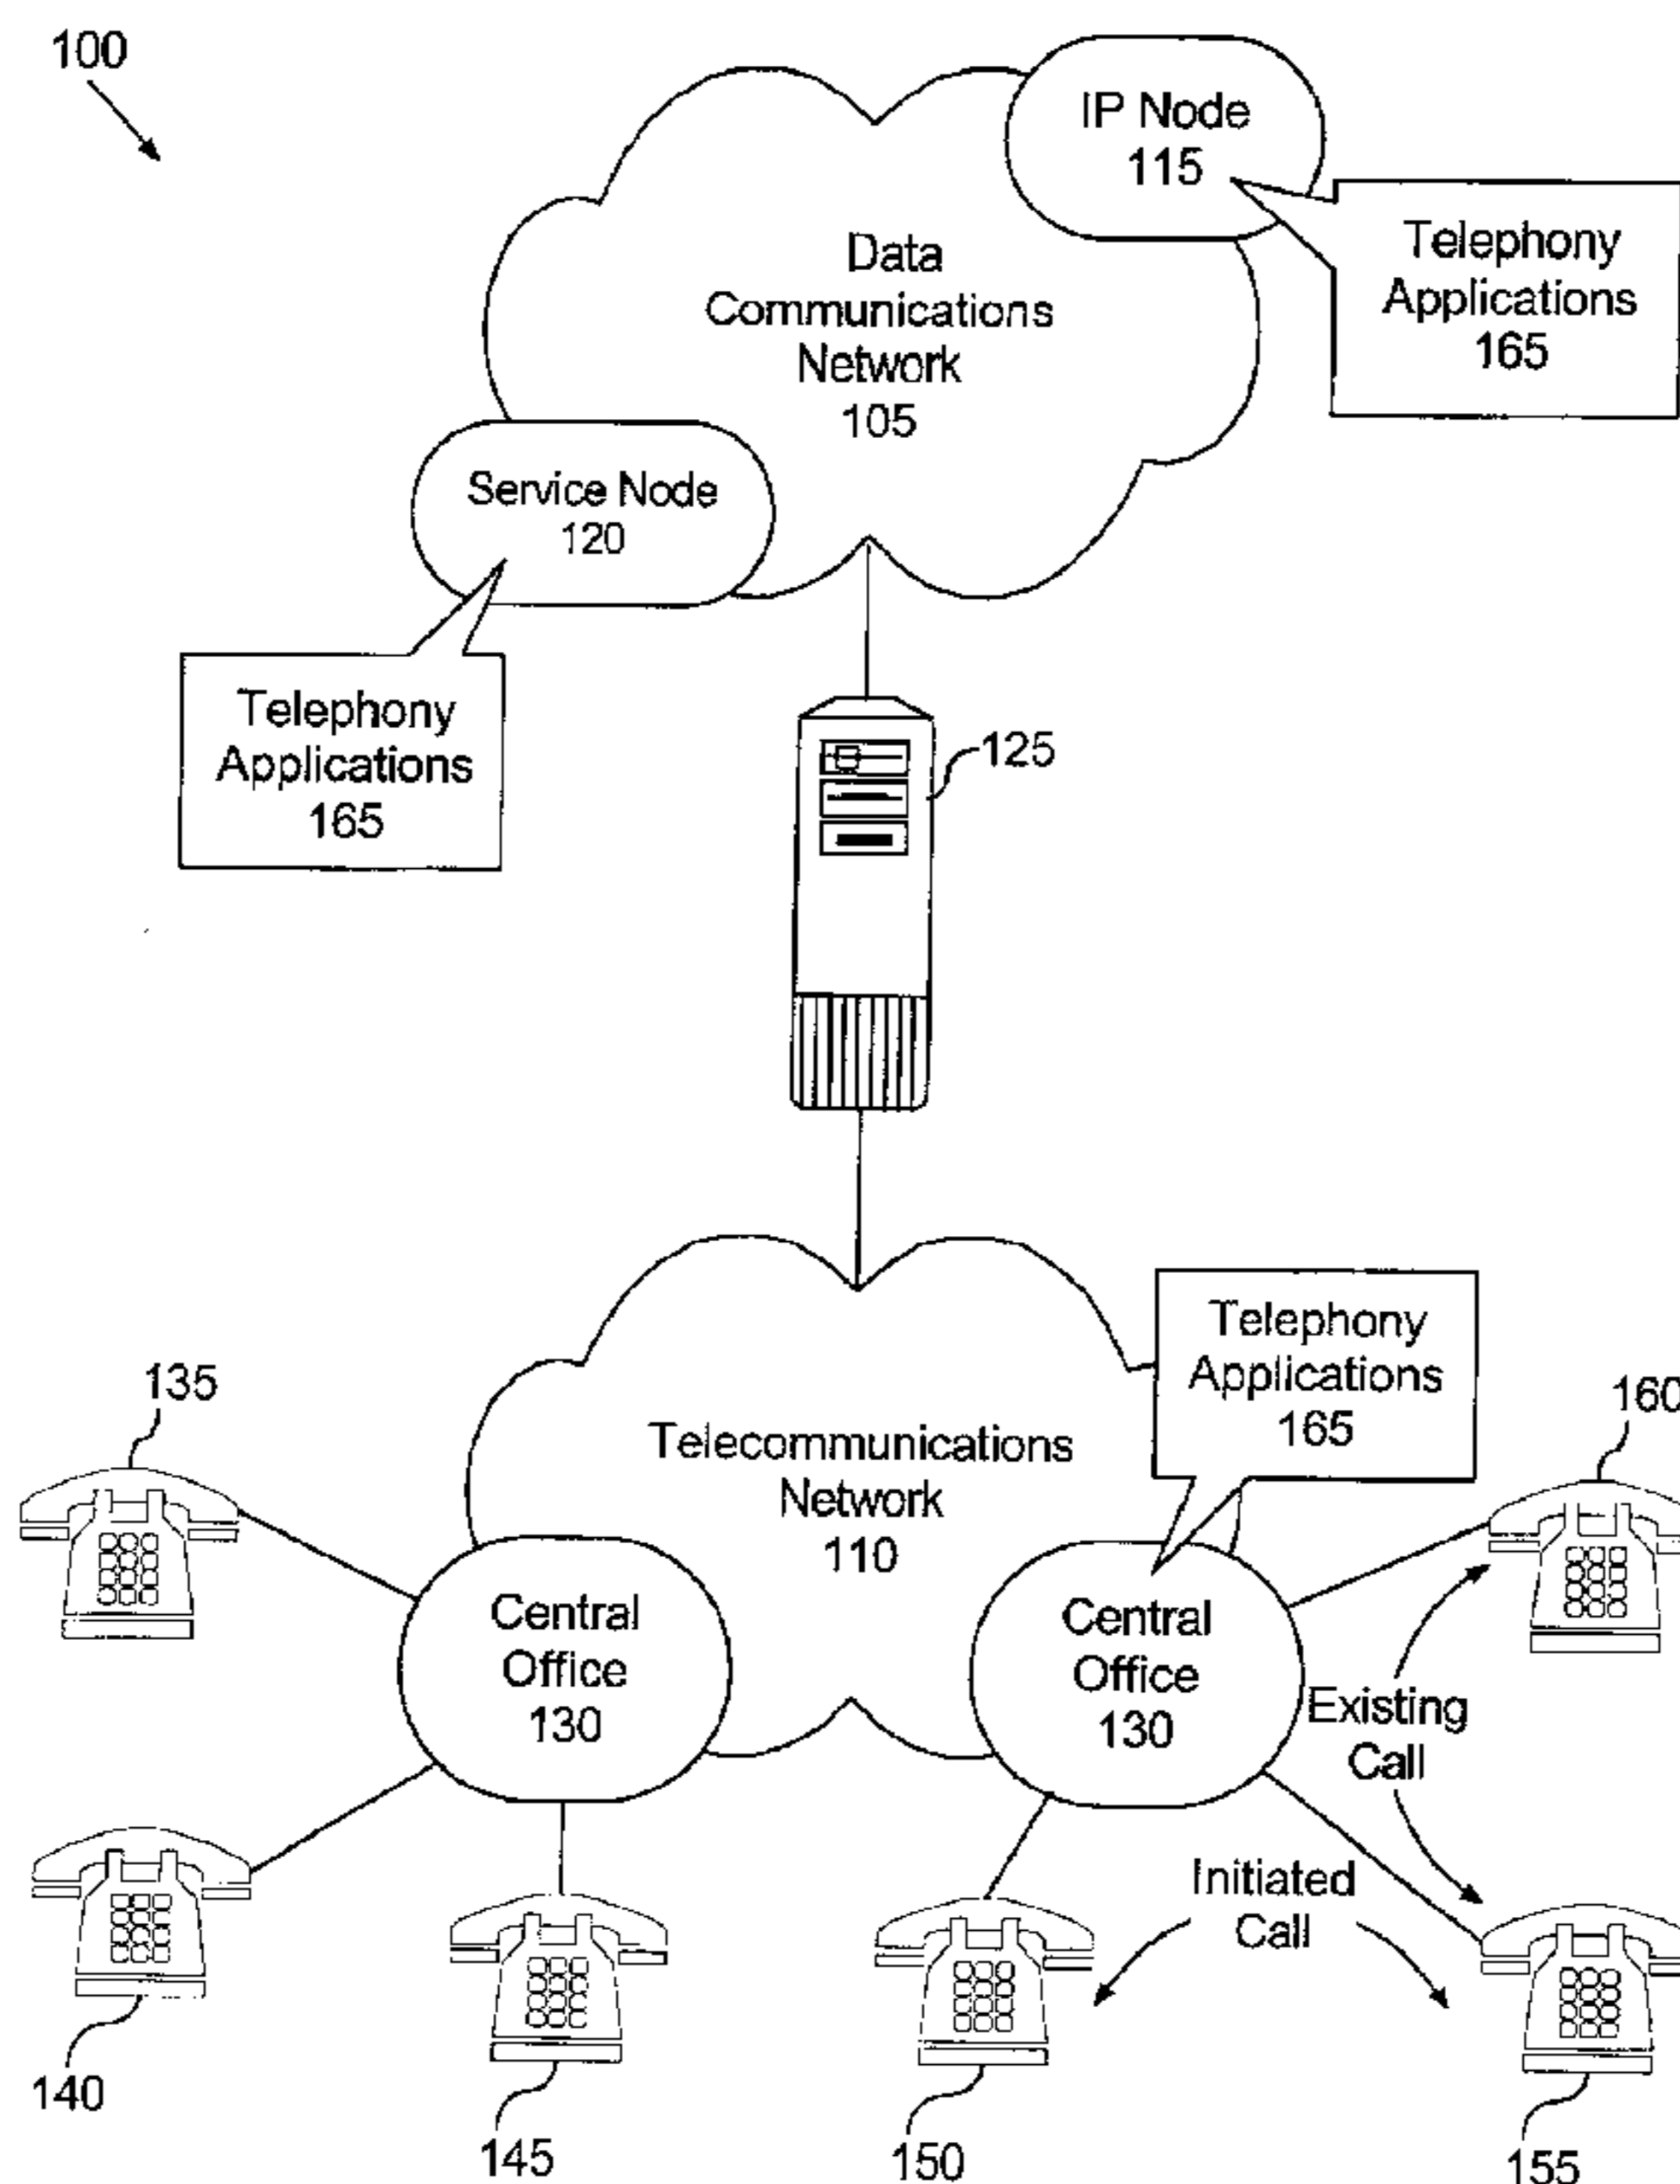 100
IP Node
115
Telephony
Applications
165
Data
Communications
Network
105
Service Node
120
Telephony
Applications
165
125
Telephony
Applications
165
135
160
Telecommunications
Network
110
Central
Office
130
Central
Office
130
Existing
Call
Initiated
Call
140
145
150
155